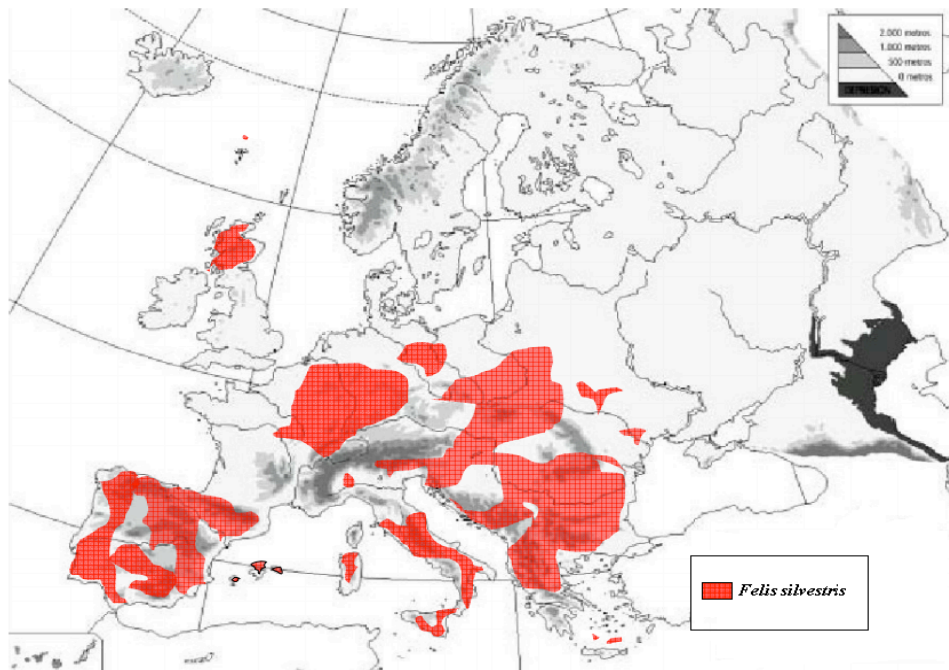 2.000 metros
1.000 metros
500 metros
0 metros
DEPRESIÓN
Felis silvestris